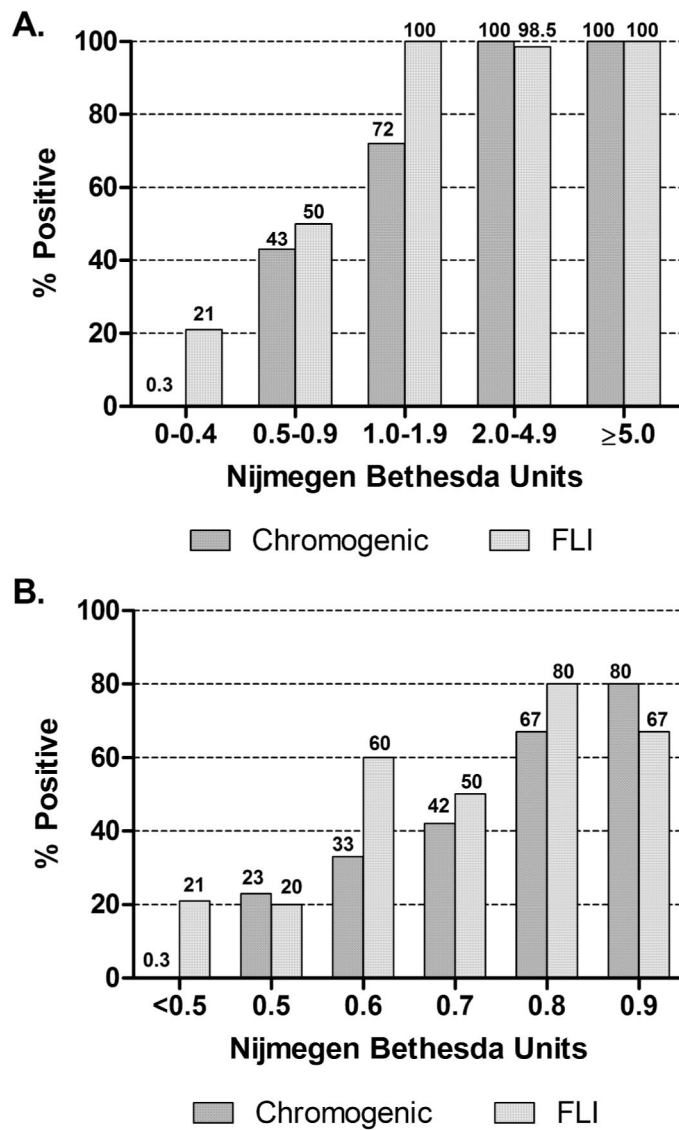 A.
100 100 98.5 100 100
100
80
72
60
50
43
40
21
20
0.3
0
0-0.4 0.5-0.9 1.0-1.9 2.0-4.9 ≥5.0
% Positive
Nijmegen Bethesda Units
Chromogenic FLI
B.
100
80 80
80
67 67
60
60
50
42
40
33
23
21 20
20
0.3
0
<0.5 0.5 0.6 0.7 0.8 0.9
% Positive
Nijmegen Bethesda Units
Chromogenic FLI